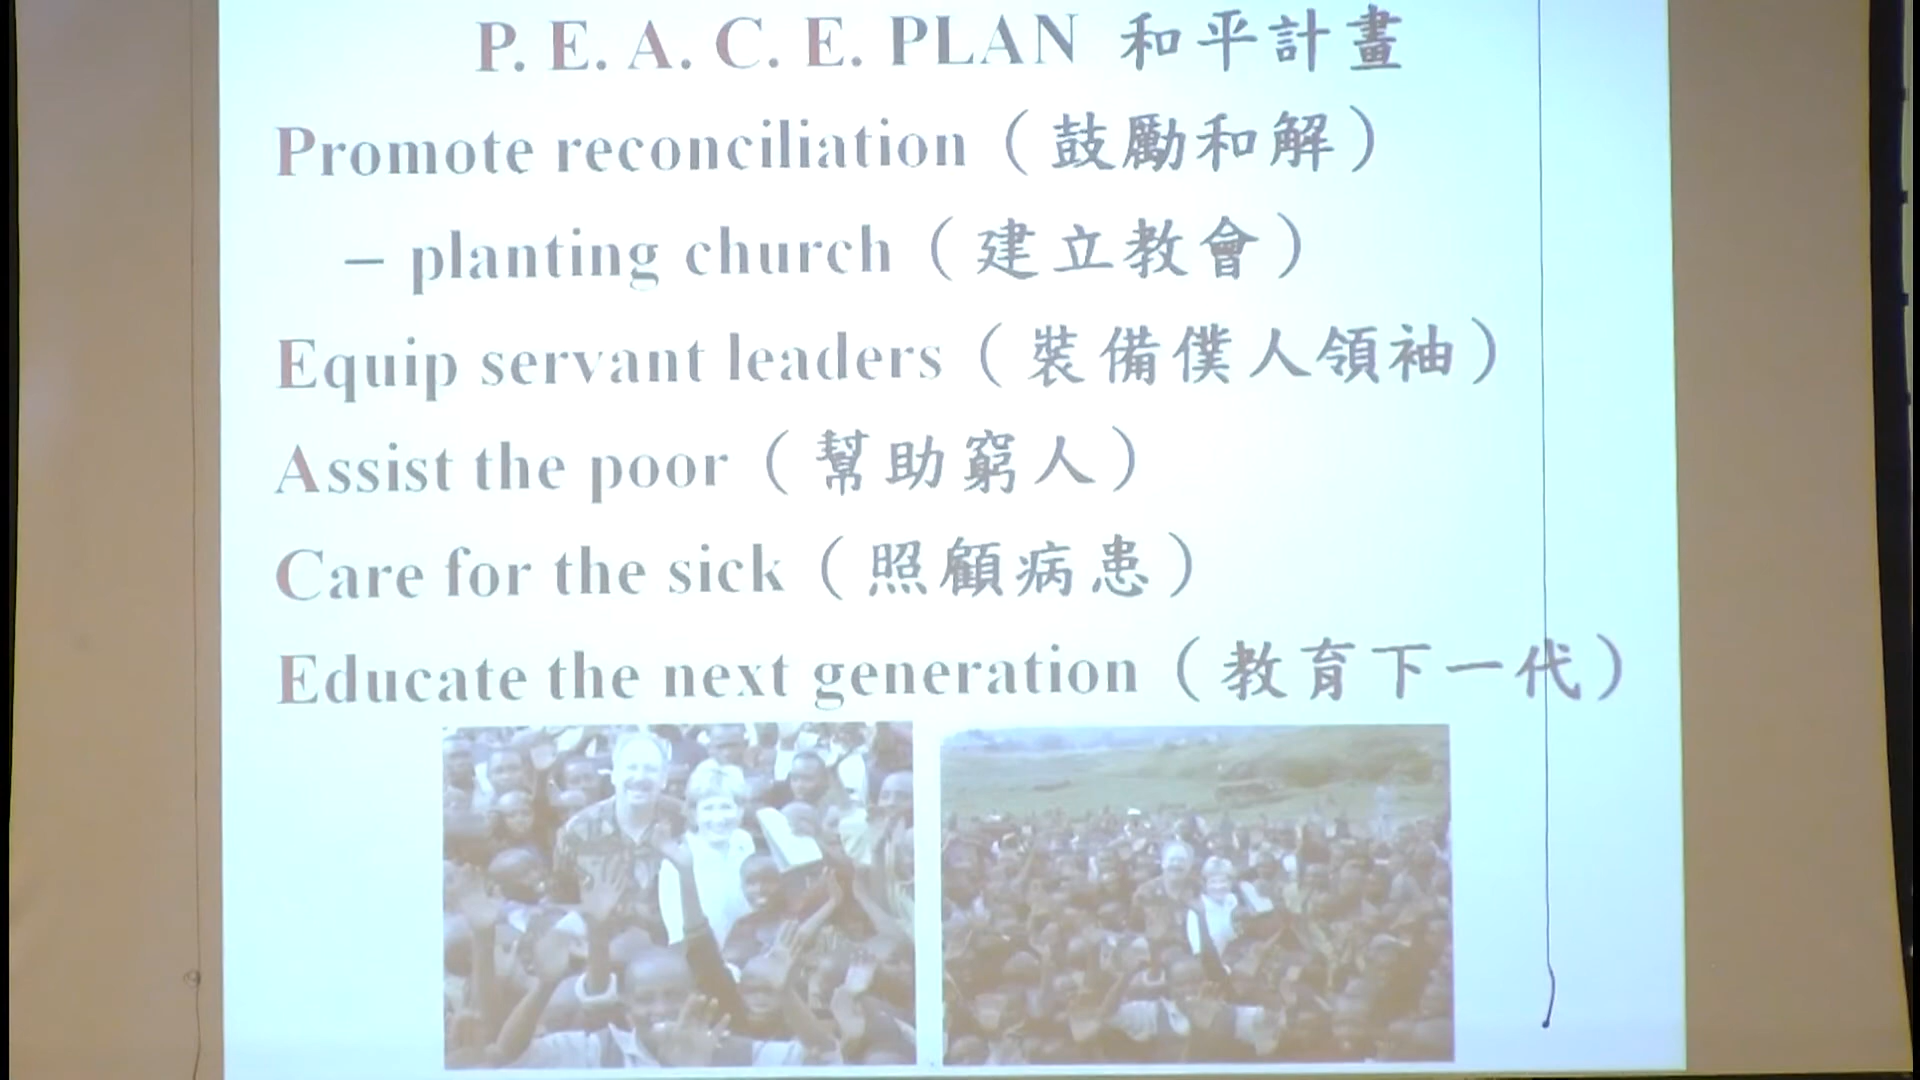 P. E. A. C. E. PLAN 和平計畫
Promote reconciliation（鼓勵和解）
– planting church（建立教會）
Equip servant leaders（裝備僕人領袖）
Assist the poor（幫助窮人）
Care for the sick（照顧病患）
Educate the next generation（教育下一代）